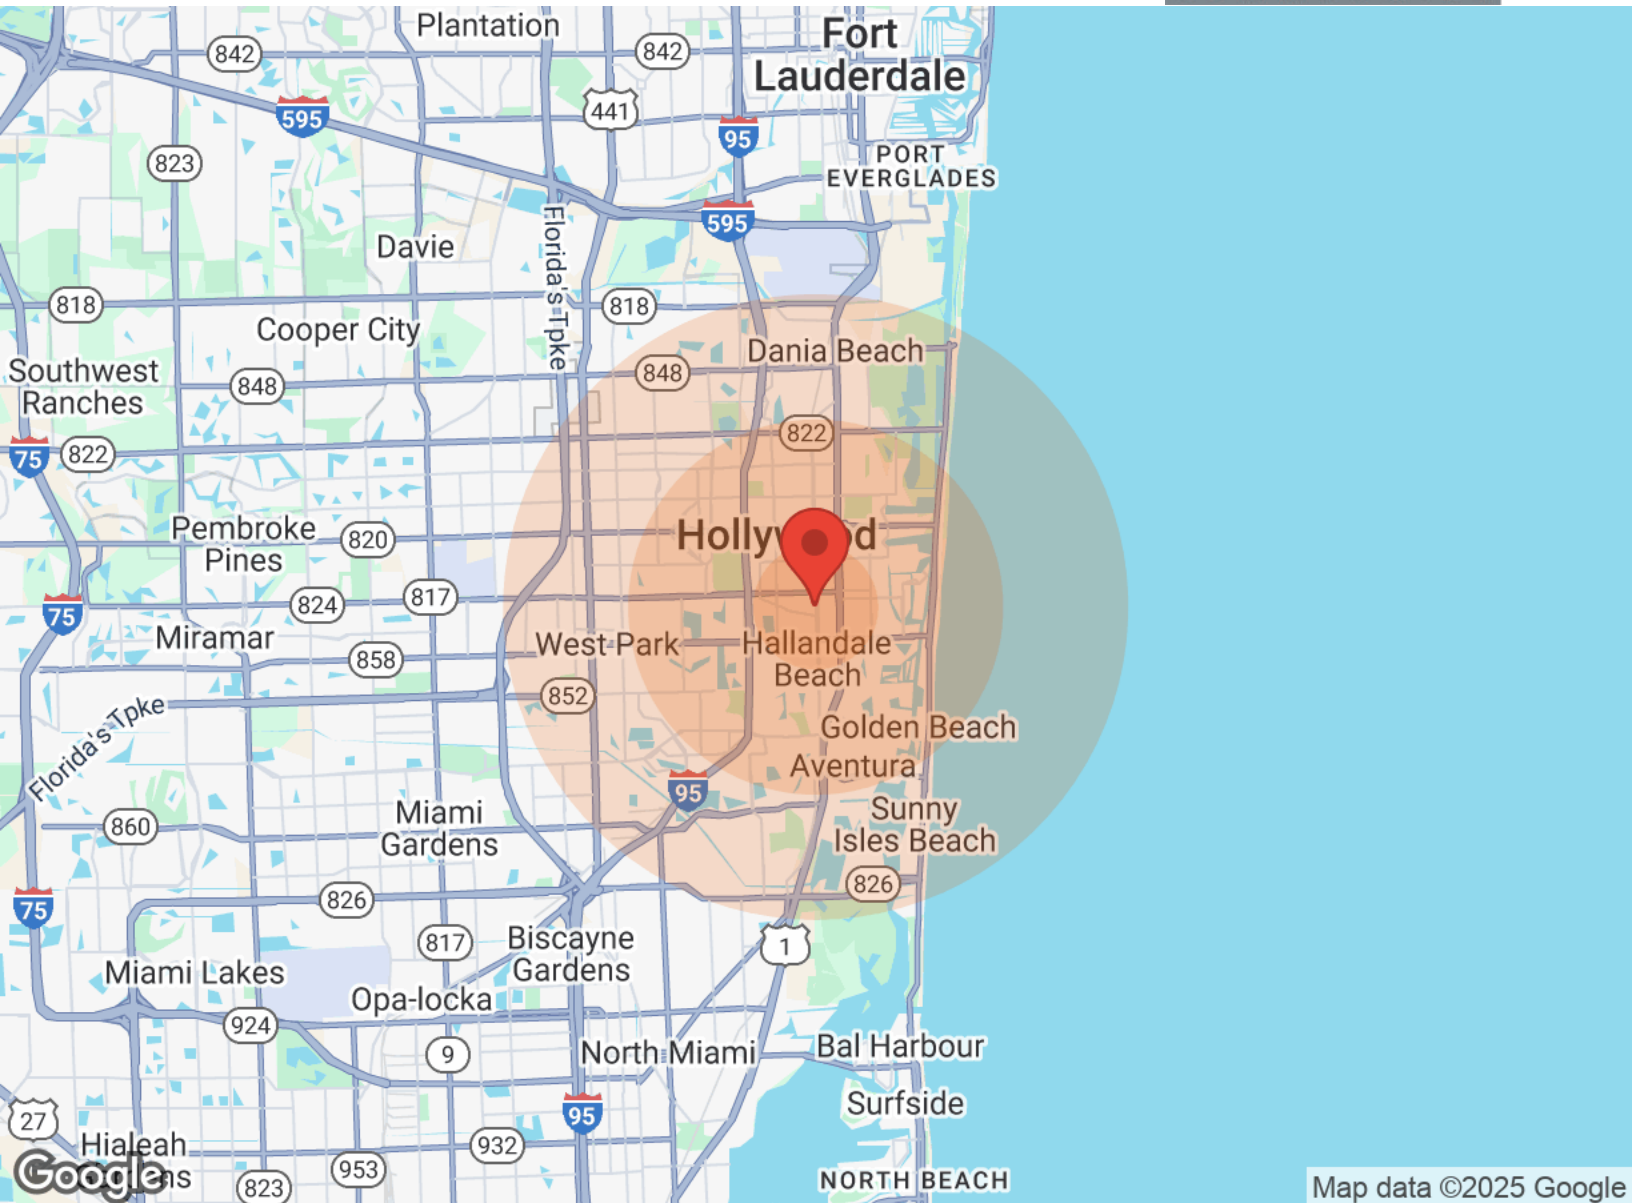 Plantation
Fort
Lauderdale
842
842
441
595
95
823
PORT
EVERGLADES
595
Davie
Florida's Tpke
818
818
Cooper City
Dania Beach
Southwest
Ranches
848
848
822
75
822
Pembroke
Pines
820
Hollyw od
75
824
817
Miramar
West Park
Hallandale
Beach
858
852
Florida's Tpke
Golden Beach
Aventura
95
860
Miami
Gardens
Sunny
Isles Beach
826
75
826
817
Biscayne
Gardens
1
Miami Lakes
Opa-locka
924
9
North Miami
Bal Harbour
27
95
Surfside
Hialeah
Gardens
Google
932
953
823
NORTH BEACH
Map data ©2025 Google